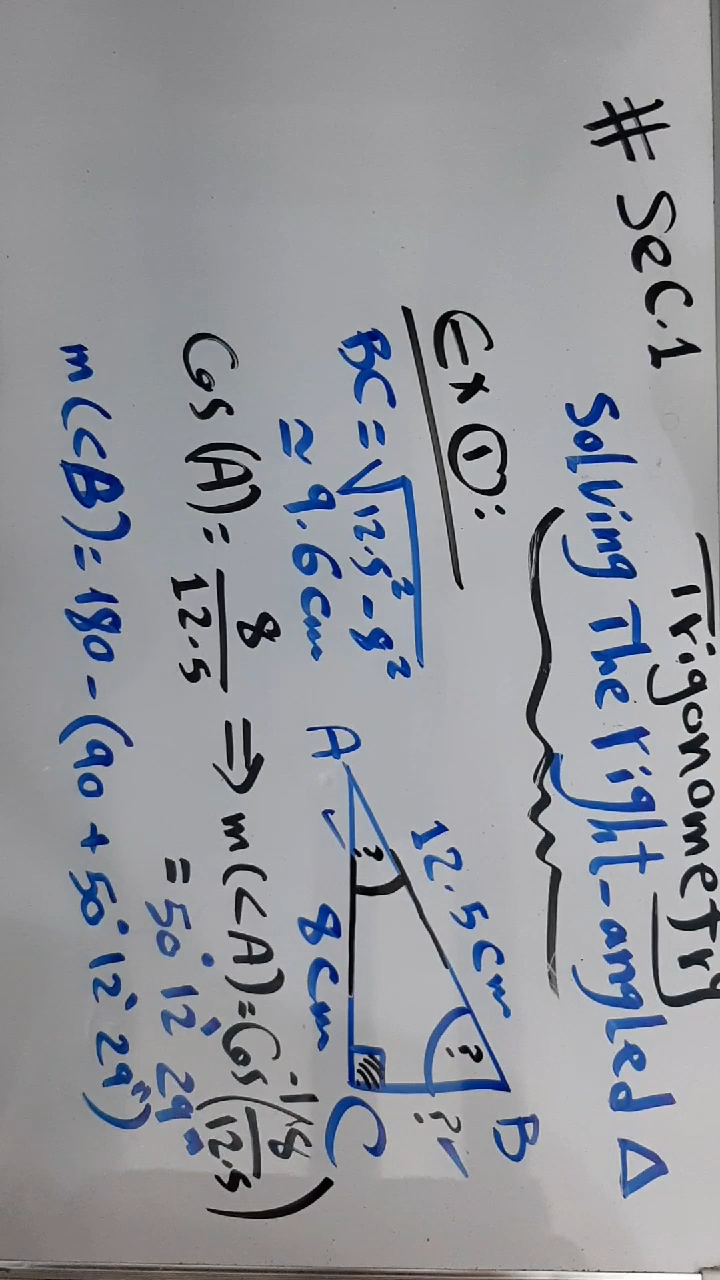 Trigonometry
# Sec.1
Solving The right-angled Δ
Ex ①:
BC = √12.5² - 8²
≃ 9.6 cm
A
?
12.5 cm
8 cm
?
B
? ✓
C
Cos (A) = 8/12.5 ⇒ m(<A) = Cos⁻¹(8/12.5)
= 50° 12' 29"
m(<B) = 180 - (90 + 50° 12' 29")